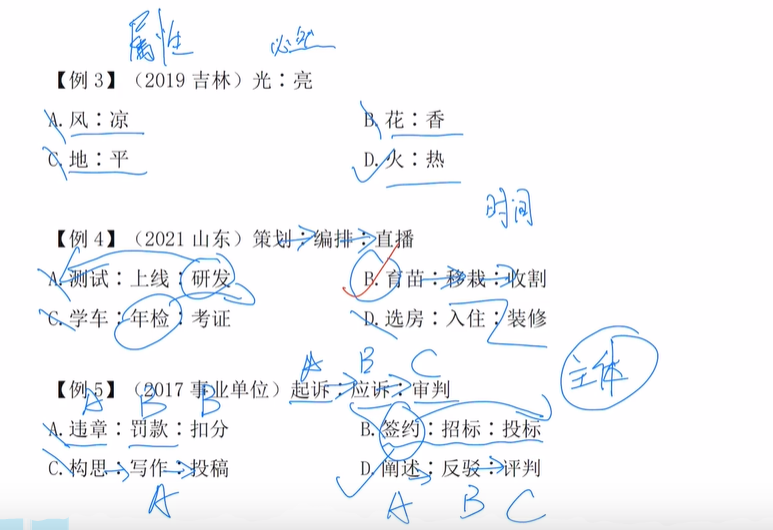 属性 必然
【例 3】（2019 吉林）光∶亮
A. 风∶凉 B. 花∶香
C. 地∶平 D. 火∶热
时间
【例 4】（2021 山东）策划∶编排∶直播
A. 测试∶上线∶研发 B. 育苗∶移栽∶收割
C. 学车∶年检∶考证 D. 选房∶入住∶装修
A B C 主体
【例 5】（2017 事业单位）起诉∶应诉∶审判
A B B
A. 违章∶罚款∶扣分 B. 签约∶招标∶投标
C. 构思∶写作∶投稿 D. 阐述∶反驳∶评判
A A B C